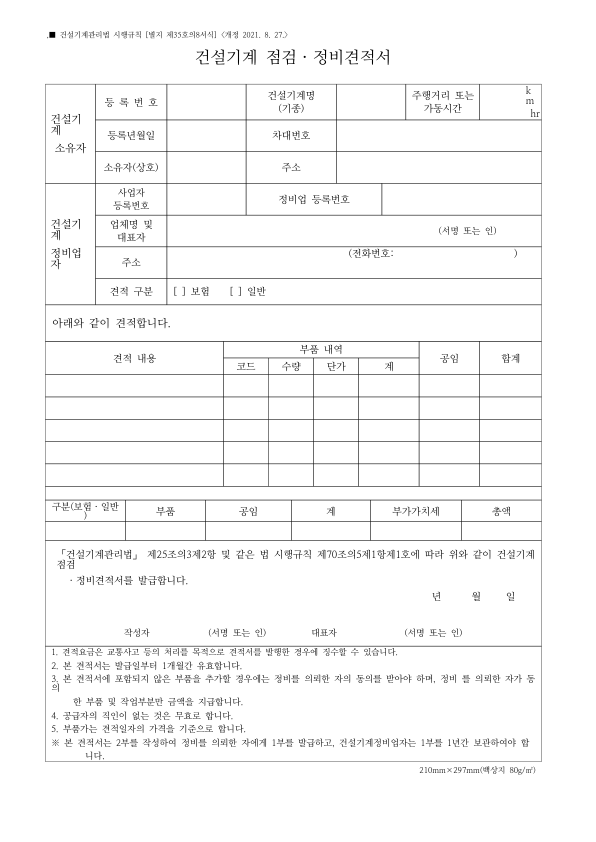 ■ 건설기계관리법 시행규칙 [별지 제35호의8서식] <개정 2021. 8. 27.>
건설기계 점검ㆍ정비견적서
건설기
계
소유자
등 록 번 호
건설기계명
(기종)
주행거리 또는
가동시간
k
m
hr
등록년월일
차대번호
소유자(상호)
주소
건설기
계
정비업
자
사업자
등록번호
정비업 등록번호
업체명 및
대표자
(서명 또는 인)
주소
(전화번호: )
견적 구분
[ ] 보험 [ ] 일반
아래와 같이 견적합니다.
견적 내용
부품 내역
공임
합계
코드
수량
단가
계
구분(보험ㆍ일반
)
부품
공임
계
부가가치세
총액
「건설기계관리법」 제25조의3제2항 및 같은 법 시행규칙 제70조의5제1항제1호에 따라 위와 같이 건설기계
점검
ㆍ정비견적서를 발급합니다.
년 월 일
작성자 (서명 또는 인) 대표자 (서명 또는 인)
1. 견적요금은 교통사고 등의 처리를 목적으로 견적서를 발행한 경우에 징수할 수 있습니다.
2. 본 견적서는 발급일부터 1개월간 유효합니다.
3. 본 견적서에 포함되지 않은 부품을 추가할 경우에는 정비를 의뢰한 자의 동의를 받아야 하며, 정비 를 의뢰한 자가 동
의
한 부품 및 작업부분만 금액을 지급합니다.
4. 공급자의 직인이 없는 것은 무효로 합니다.
5. 부품가는 견적일자의 가격을 기준으로 합니다.
※ 본 견적서는 2부를 작성하여 정비를 의뢰한 자에게 1부를 발급하고, 건설기계정비업자는 1부를 1년간 보관하여야 합
니다.
210mm×297mm(백상지 80g/㎡)